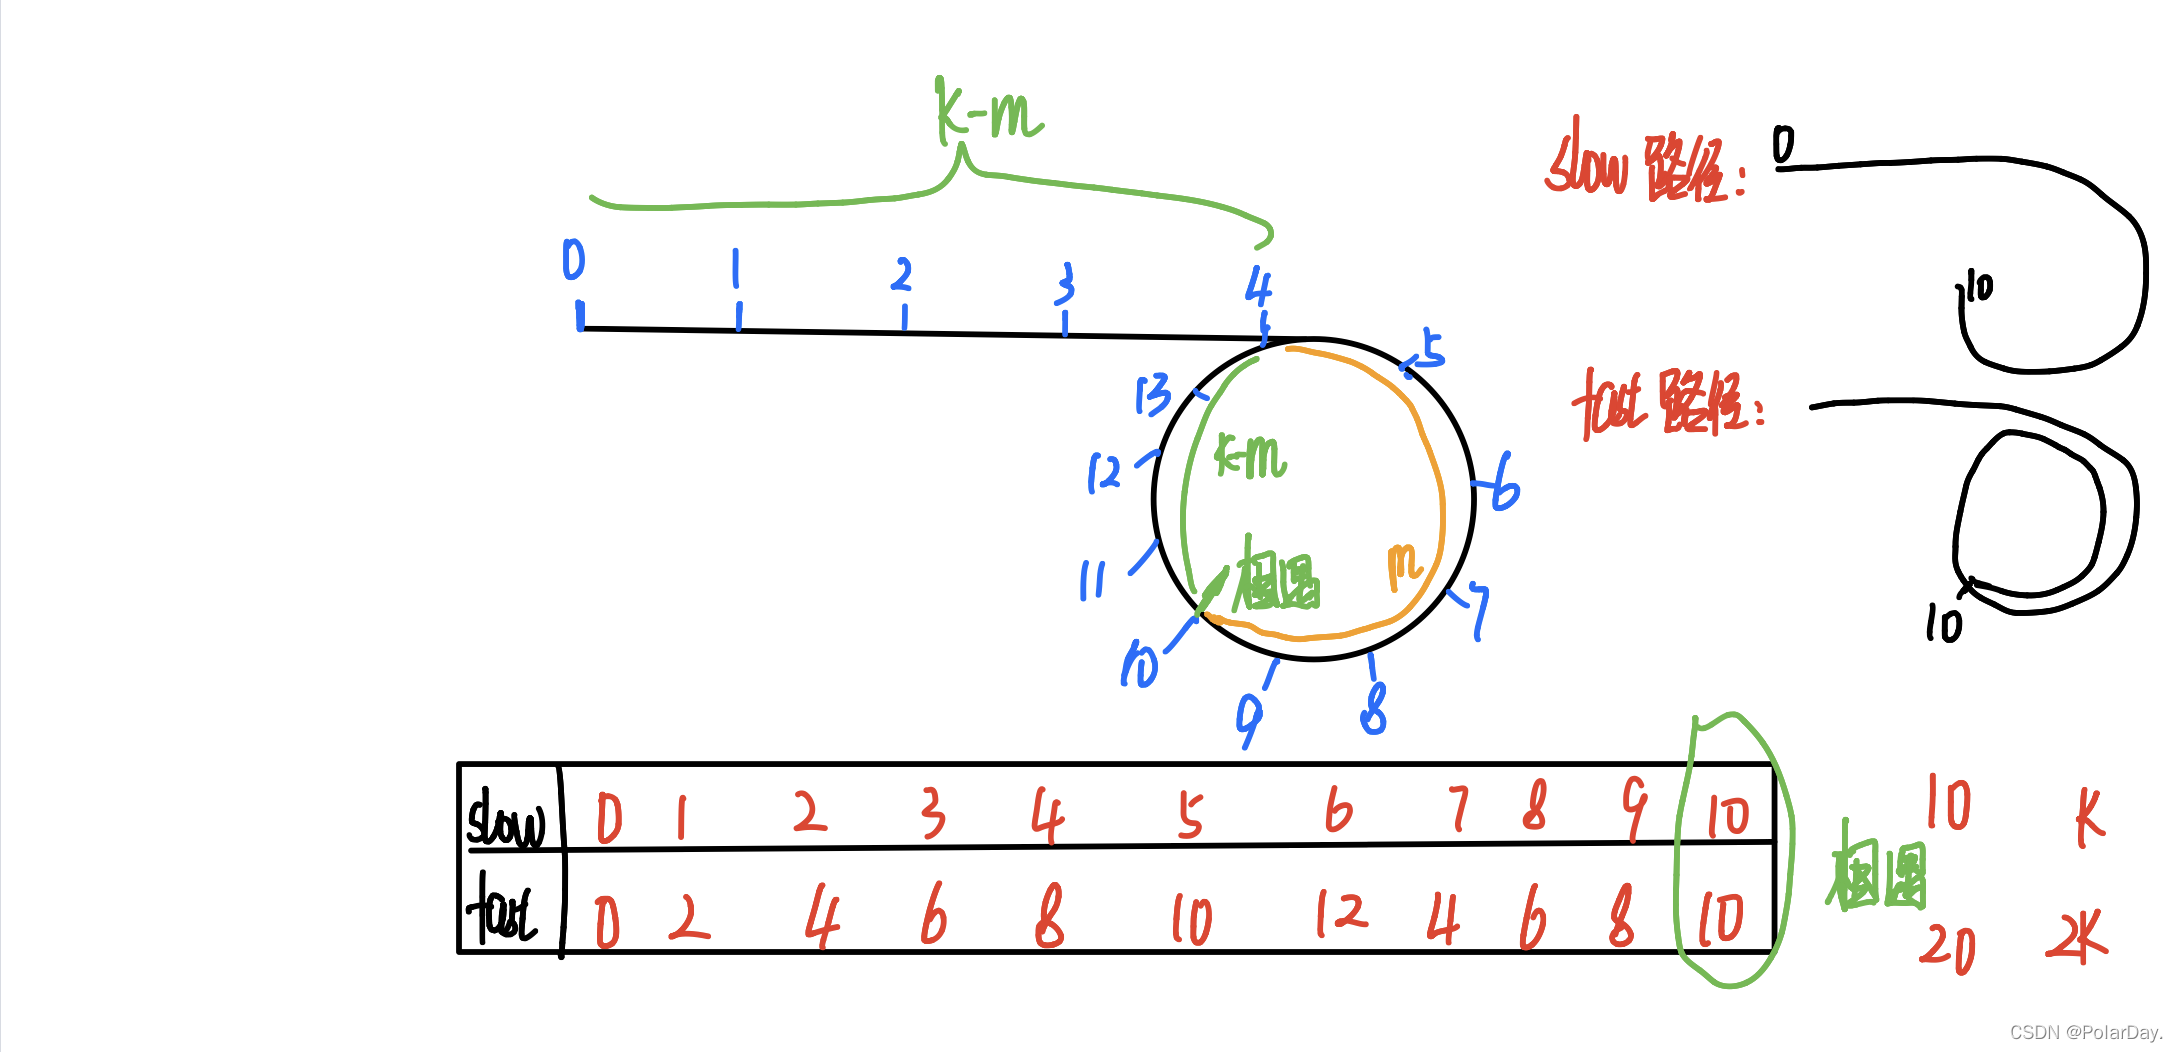 K-m
slow 路径: 0
0 1 2 3 4
10
5
13
fast 路径:
K-m
12
6
相遇
m
11
7
10
10
9
8
slow 0 1 2 3 4 5 6 7 8 9 10
10 K
相遇
fast 0 2 4 6 8 10 12 4 6 8 10
20 2K
CSDN @PolarDay.